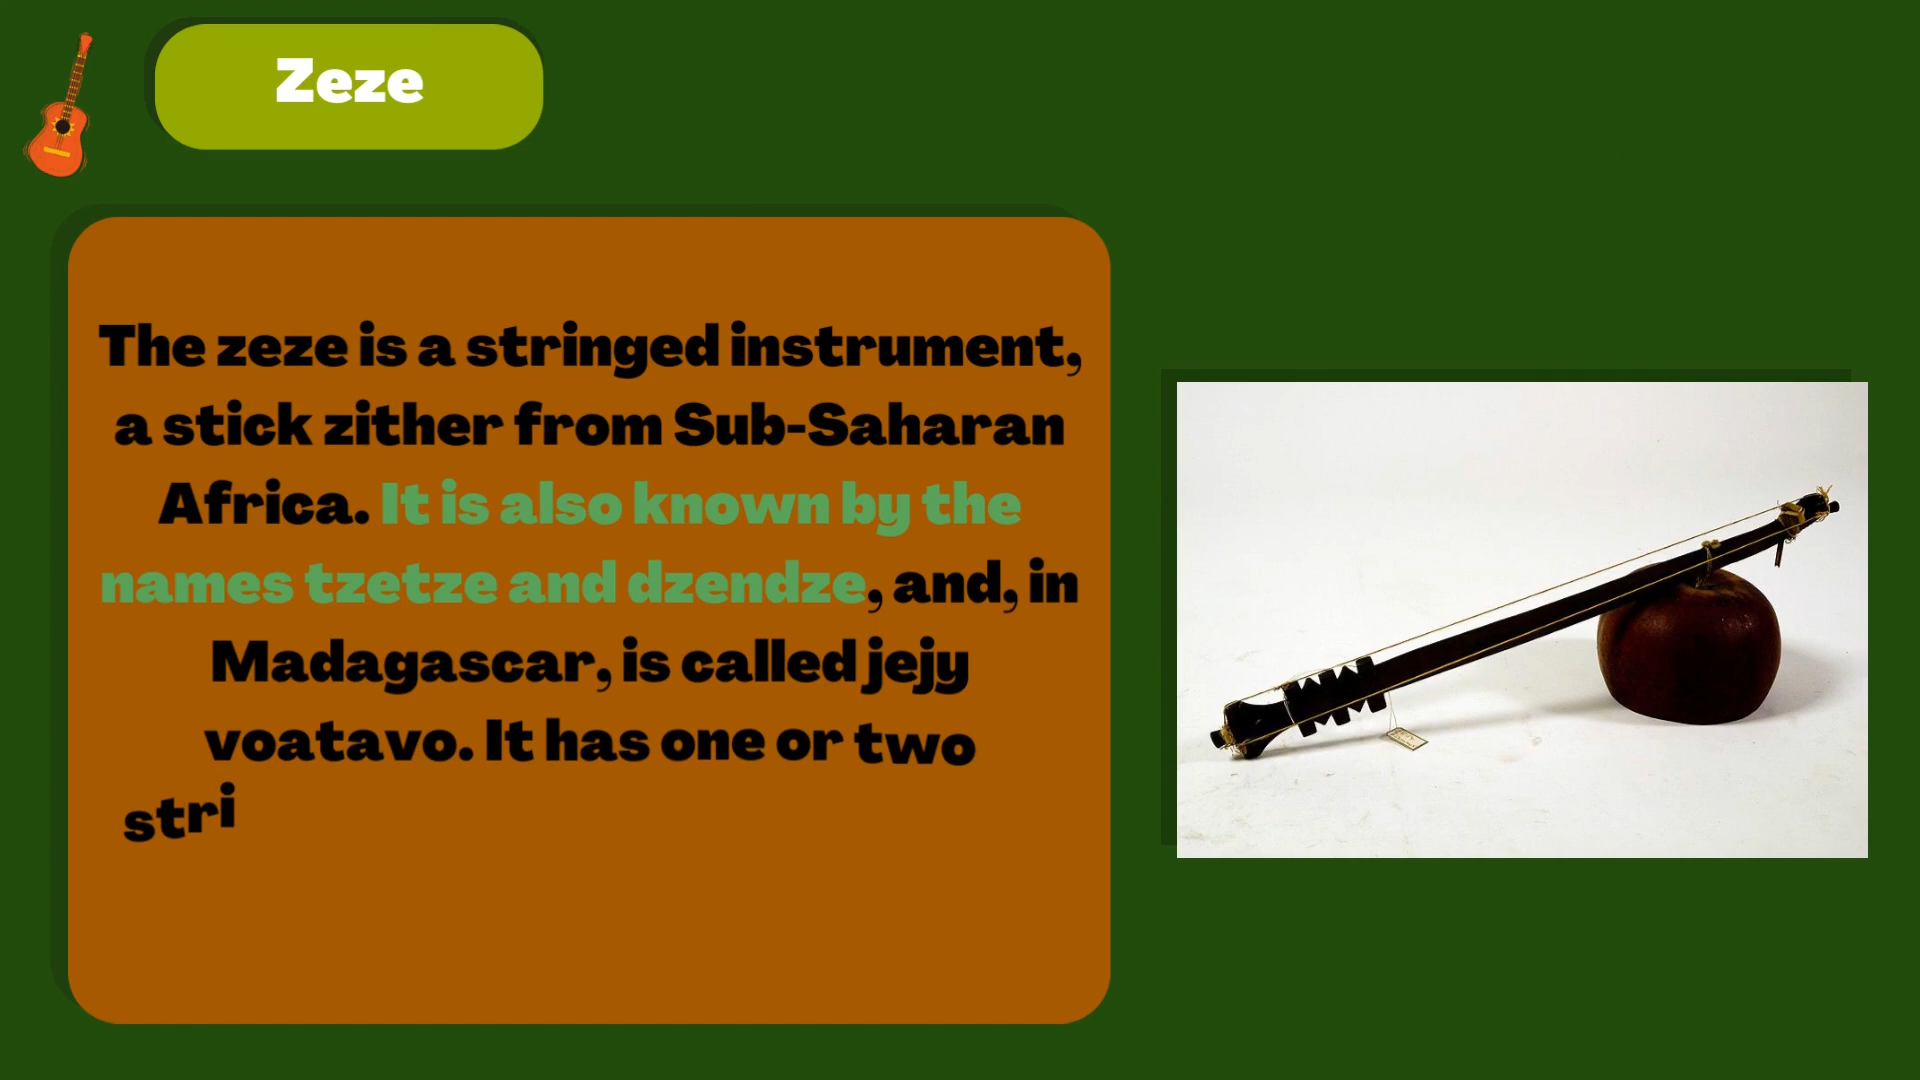 Zeze
The zeze is a stringed instrument,
a stick zither from Sub-Saharan
Africa. It is also known by the
names tzetze and dzendze, and, in
Madagascar, is called jejy
voatavo. It has one or two
stri